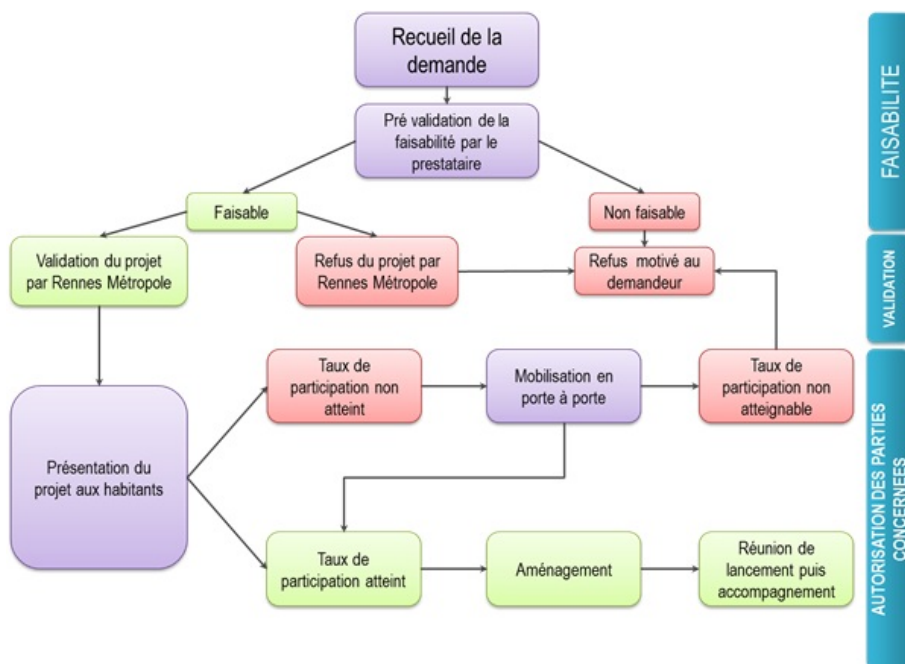 Recueil de la
demande
Pré validation de la
faisabilité par le
prestataire
Faisable
Non faisable
Validation du projet
par Rennes Métropole
Refus du projet par
Rennes Métropole
Refus motivé au
demandeur
Taux de
participation non
atteint
Mobilisation en
porte à porte
Taux de
participation non
atteignable
Présentation du
projet aux habitants
Taux de
participation atteint
Aménagement
Réunion de
lancement puis
accompagnement
FAISABILITE
VALIDATION
AUTORISATION DES PARTIES
CONCERNÉES